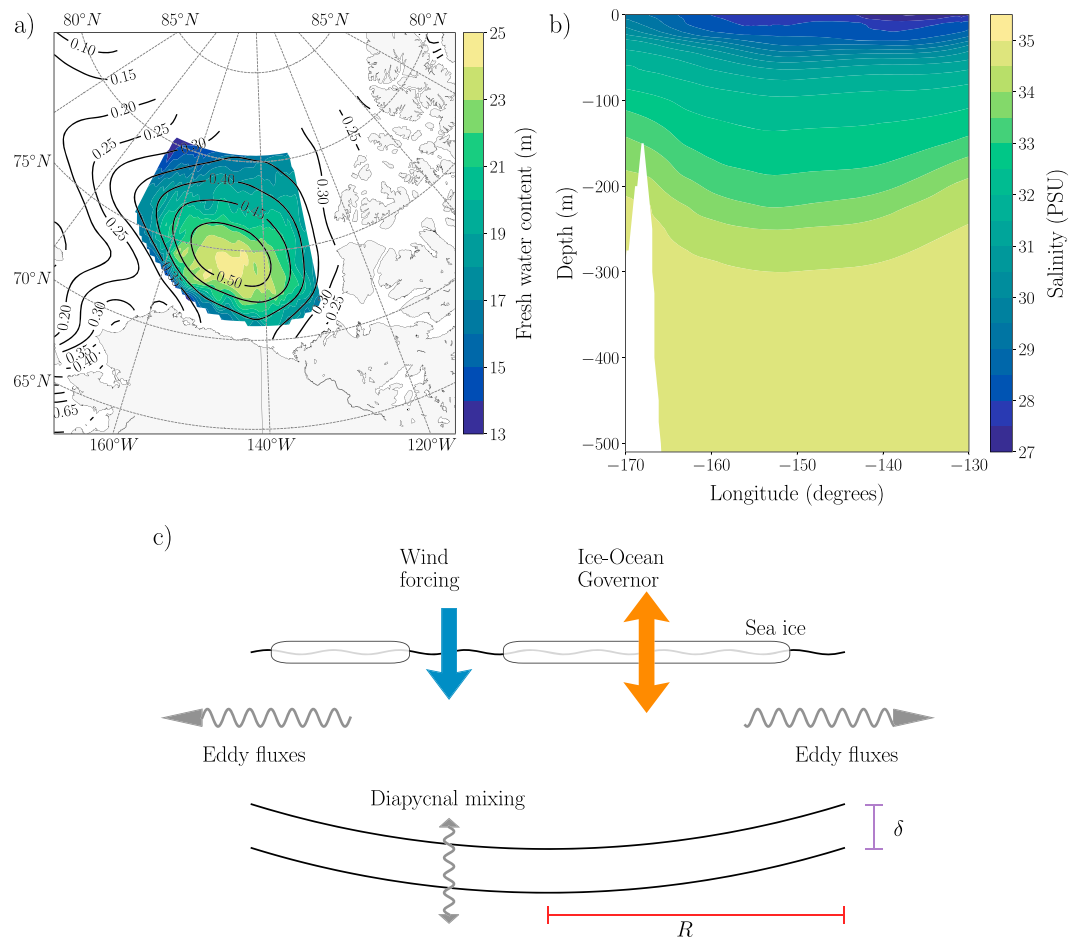 a)
80°N
85°N
85°N
80°N
75°N
70°N
65°N
160°W
140°W
120°W
0.10
0.15
0.20
0.25
0.25
0.30
0.25
0.40
0.45
0.30
0.25
0.50
0.20
0.30
0.30
0.25
0.35
0.40
0.65
25
23
21
19
17
15
13
Fresh water content (m)
b)
0
−100
−200
−300
−400
−500
Depth (m)
−170
−160
−150
−140
−130
Longitude (degrees)
35
34
33
32
31
30
29
28
27
Salinity (PSU)
c)
Wind
forcing
Ice-Ocean
Governor
Sea ice
Eddy fluxes
Eddy fluxes
Diapycnal mixing
δ
R